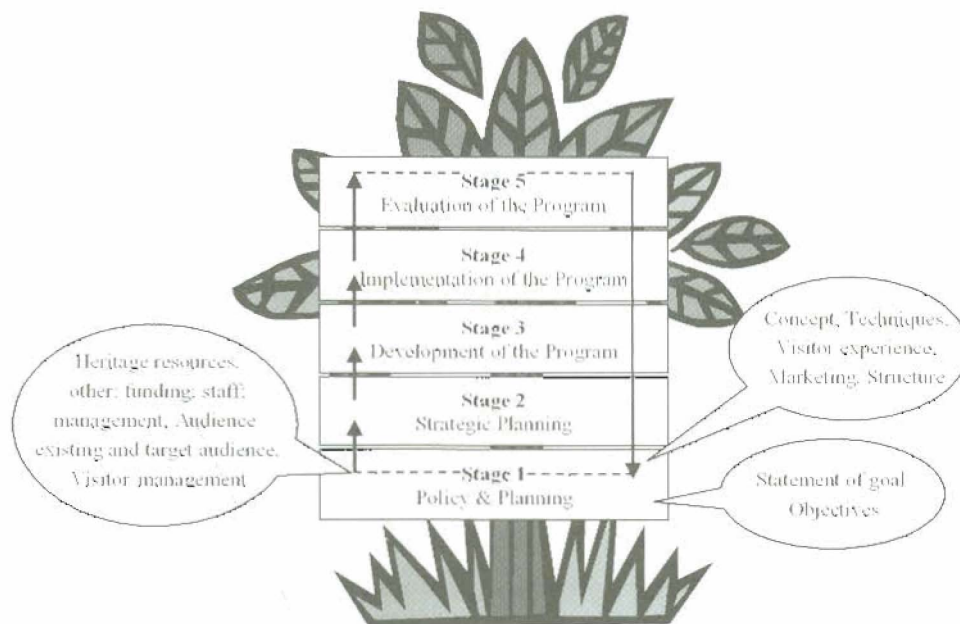 Stage 5
Evaluation of the Program
Stage 4
Implementation of the Program
Stage 3
Development of the Program
Stage 2
Strategic Planning
Stage 1
Policy & Planning
Heritage resources,
other: funding; staff;
management, Audience
existing and target audience,
Visitor management
Concept, Techniques,
Visitor experience,
Marketing, Structure
Statement of goal
Objectives